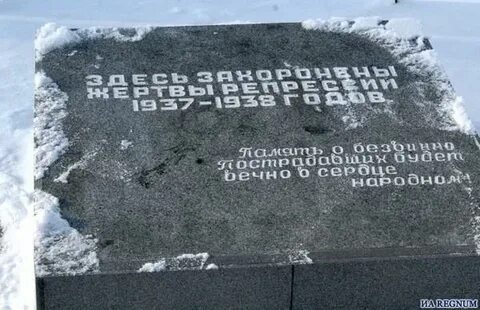 ЗДЕСЬ ЗАХОРОНЕНЫ
ЖЕРТВЫ РЕПРЕССИЙ
1937-1938 ГОДОВ
Память о безвинно
пострадавших будет
вечно в сердце
народном
ИА REGNUM